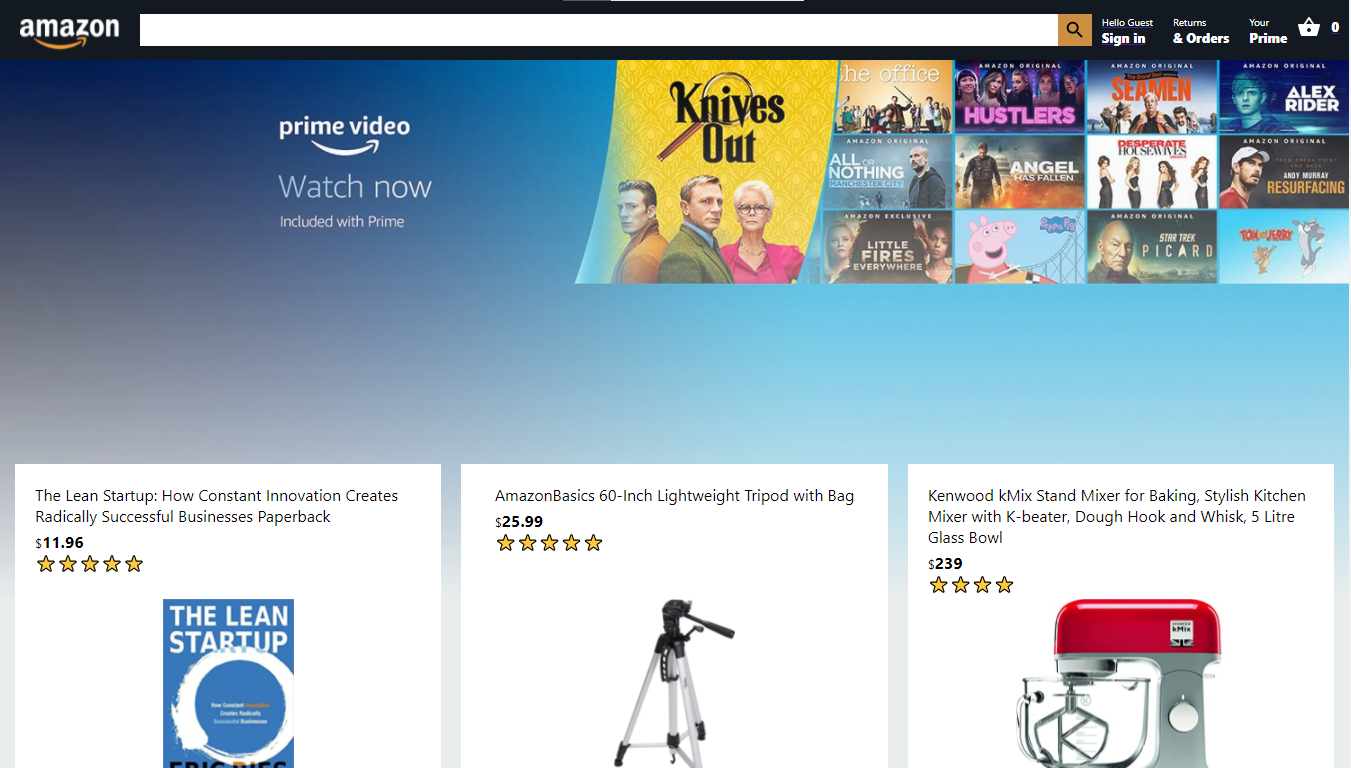 amazon
Hello Guest
Sign in
Returns
& Orders
Your
Prime
0
prime video
Watch now
Included with Prime
Knives
Out
the office
AMAZON ORIGINAL
HUSTLERS
AMAZON ORIGINAL
The Grand Tour
SEAMEN
AMAZON ORIGINAL
ALEX
RIDER
AMAZON ORIGINAL
ALL OR
NOTHING
MANCHESTER CITY
ANGEL
HAS FALLEN
DESPERATE
HOUSEWIVES
AMAZON ORIGINAL
ANDY MURRAY
RESURFACING
AMAZON EXCLUSIVE
LITTLE
FIRES
EVERYWHERE
Peppa Pig
AMAZON ORIGINAL
STAR TREK
PICARD
TOM AND JERRY
The Lean Startup: How Constant Innovation Creates
Radically Successful Businesses Paperback
$11.96
THE LEAN
STARTUP
How Constant Innovation
Creates Radically
Successful Businesses
ERIC RIES
AmazonBasics 60-Inch Lightweight Tripod with Bag
$25.99
Kenwood kMix Stand Mixer for Baking, Stylish Kitchen
Mixer with K-beater, Dough Hook and Whisk, 5 Litre
Glass Bowl
$239
KENWOOD
kMix